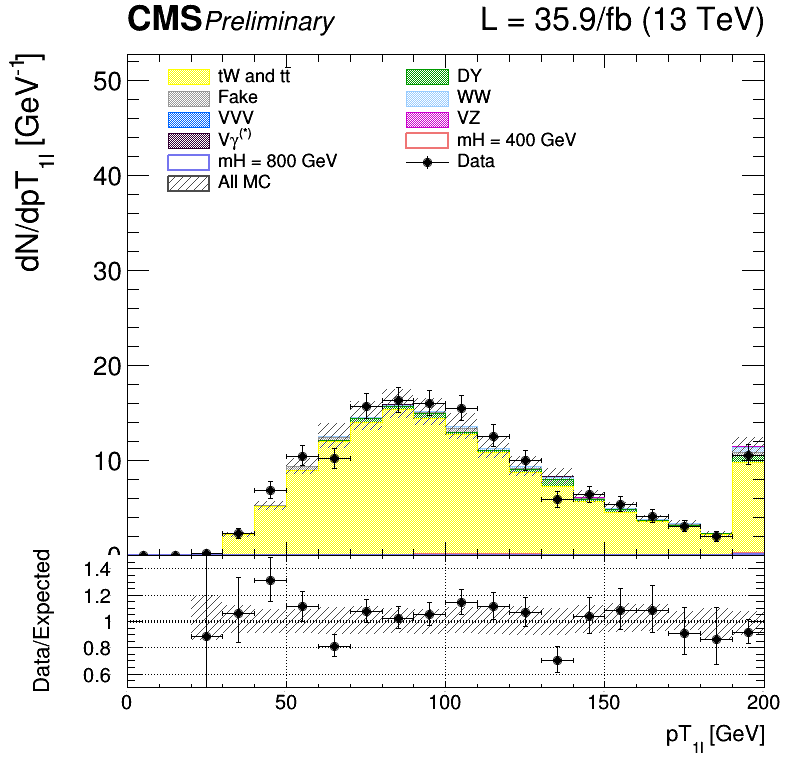 CMS Preliminary L = 35.9/fb (13 TeV)
dN/dpT1l [GeV-1]
50
40
30
20
10
0
tW and tt DY
Fake WW
VVV VZ
Vγ(*) mH = 400 GeV
mH = 800 GeV Data
All MC
Data/Expected
1.4
1.2
1
0.8
0.6
0 50 100 150 200
pT1l [GeV]